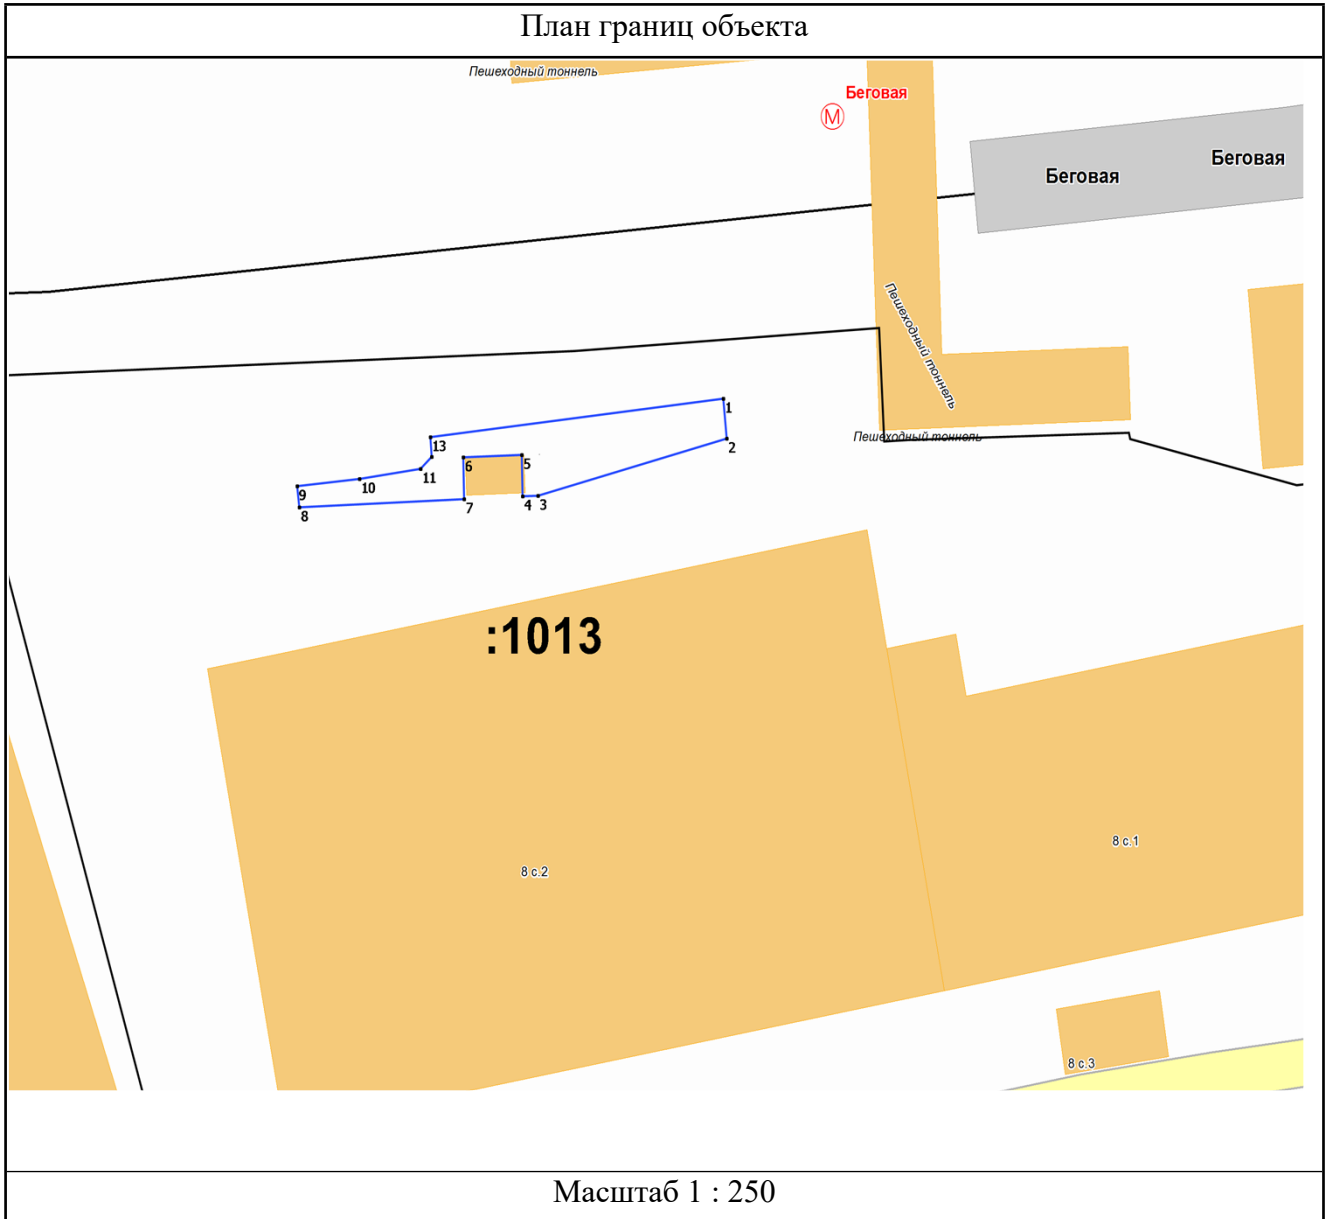 План границ объекта
Пешеходный тоннель
Беговая
М
Беговая
Беговая
Пешеходный тоннель
Пешеходный тоннель
1
2
13
6
5
11
10
9
8
7
4
3
:1013
8 с.2
8 с.1
8 с.3
Масштаб 1 : 250